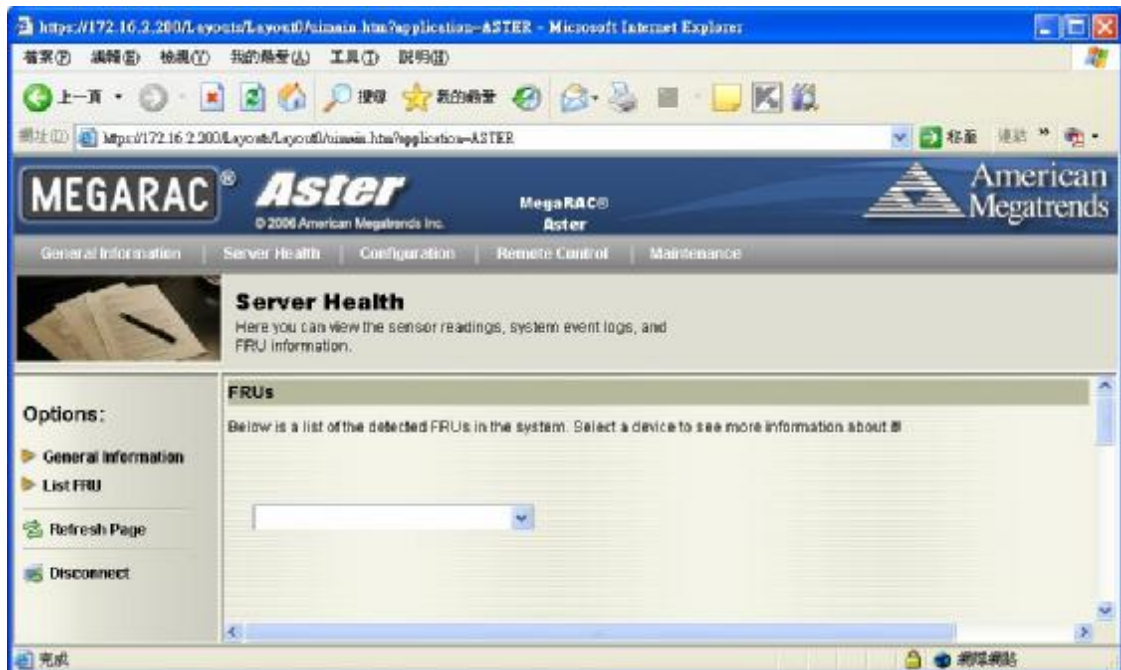 https://172.16.2.200/Layouts/Layout0/uimain.htm?application=ASTER - Microsoft Internet Explorer
檔案(F) 編輯(E) 檢視(V) 我的最愛(A) 工具(T) 說明(H)
上一頁 搜尋 我的最愛
網址(D) https://172.16.2.200/Layouts/Layout0/uimain.htm?application=ASTER 移至 連結 »
MEGARAC® Aster
© 2006 American Megatrends Inc.
MegaRAC®
Aster
American
Megatrends
General Information | Server Health | Configuration | Remote Control | Maintenance
Server Health
Here you can view the sensor readings, system event logs, and
FRU information.
Options:
General Information
List FRU
Refresh Page
Disconnect
FRUs
Below is a list of the detected FRUs in the system. Select a device to see more information about it
完成
網際網路